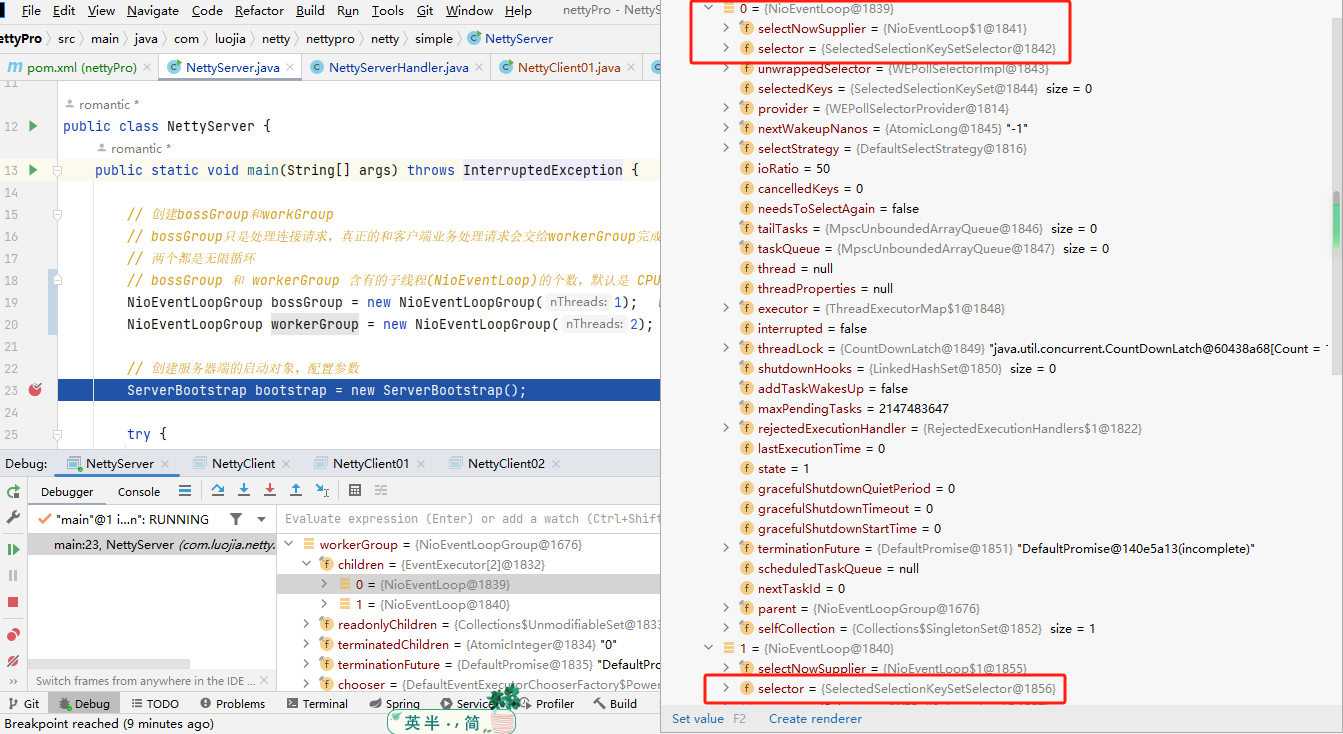 File Edit View Navigate Code Refactor Build Run Tools Git Window Help nettyPro - NettyS
ettyPro src main java com luojia netty nettypro netty simple NettyServer
pom.xml (nettyPro) NettyServer.java NettyServerHandler.java NettyClient01.java
11
romantic *
12 public class NettyServer {
romantic *
13 public static void main(String[] args) throws InterruptedException {
14
15 // 创建bossGroup和workGroup
16 // bossGroup只是处理连接请求，真正的和客户端业务处理请求会交给workerGroup完成
17 // 两个都是无限循环
18 // bossGroup 和 workerGroup 含有的子线程(NioEventLoop)的个数，默认是 CPU
19 NioEventLoopGroup bossGroup = new NioEventLoopGroup( nThreads: 1);
20 NioEventLoopGroup workerGroup = new NioEventLoopGroup( nThreads: 2);
21
22 // 创建服务器端的启动对象，配置参数
23 ServerBootstrap bootstrap = new ServerBootstrap();
24
25 try {
Debug: NettyServer NettyClient NettyClient01 NettyClient02
Debugger Console
"main"@1 i...n": RUNNING
Evaluate expression (Enter) or add a watch (Ctrl+Shift
main:23, NettyServer (com.luojia.netty.
workerGroup = {NioEventLoopGroup@1676}
children = {EventExecutor[2]@1832}
0 = {NioEventLoop@1839}
1 = {NioEventLoop@1840}
readonlyChildren = {Collections$UnmodifiableSet@1833
terminatedChildren = {AtomicInteger@1834} "0"
terminationFuture = {DefaultPromise@1835} "DefaultProm
chooser = {DefaultEventExecutorChooserFactory$Power
Switch frames from anywhere in the IDE ...
Git Debug TODO Problems Terminal Spring Service Profiler Build
Breakpoint reached (9 minutes ago)
英 半 简
0 = {NioEventLoop@1839}
selectNowSupplier = {NioEventLoop$1@1841}
selector = {SelectedSelectionKeySetSelector@1842}
unwrappedSelector = {WEPollSelectorImpl@1843}
selectedKeys = {SelectedSelectionKeySet@1844} size = 0
provider = {WEPollSelectorProvider@1814}
nextWakeupNanos = {AtomicLong@1845} "-1"
selectStrategy = {DefaultSelectStrategy@1816}
ioRatio = 50
cancelledKeys = 0
needsToSelectAgain = false
tailTasks = {MpscUnboundedArrayQueue@1846} size = 0
taskQueue = {MpscUnboundedArrayQueue@1847} size = 0
thread = null
threadProperties = null
executor = {ThreadExecutorMap$1@1848}
interrupted = false
threadLock = {CountDownLatch@1849} "java.util.concurrent.CountDownLatch@60438a68[Count =
shutdownHooks = {LinkedHashSet@1850} size = 0
addTaskWakesUp = false
maxPendingTasks = 2147483647
rejectedExecutionHandler = {RejectedExecutionHandlers$1@1822}
lastExecutionTime = 0
state = 1
gracefulShutdownQuietPeriod = 0
gracefulShutdownTimeout = 0
gracefulShutdownStartTime = 0
terminationFuture = {DefaultPromise@1851} "DefaultPromise@140e5a13(incomplete)"
scheduledTaskQueue = null
nextTaskId = 0
parent = {NioEventLoopGroup@1676}
selfCollection = {Collections$SingletonSet@1852} size = 1
1 = {NioEventLoop@1840}
selectNowSupplier = {NioEventLoop$1@1855}
selector = {SelectedSelectionKeySetSelector@1856}
Set value F2 Create renderer